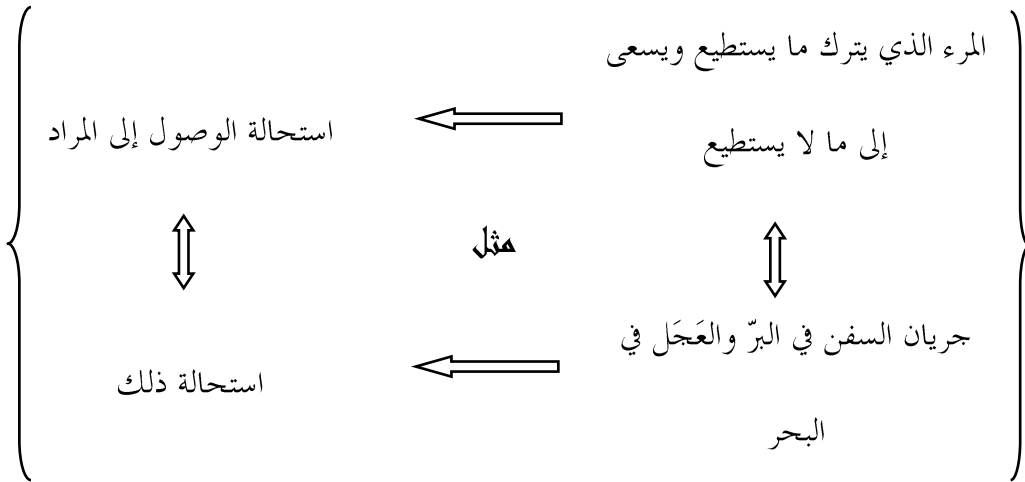 المرء الذي يترك ما يستطيع ويسعى
إلى ما لا يستطيع
استحالة الوصول إلى المراد
مثل
جريان السفن في البرّ والعَجَل في
البحر
استحالة ذلك